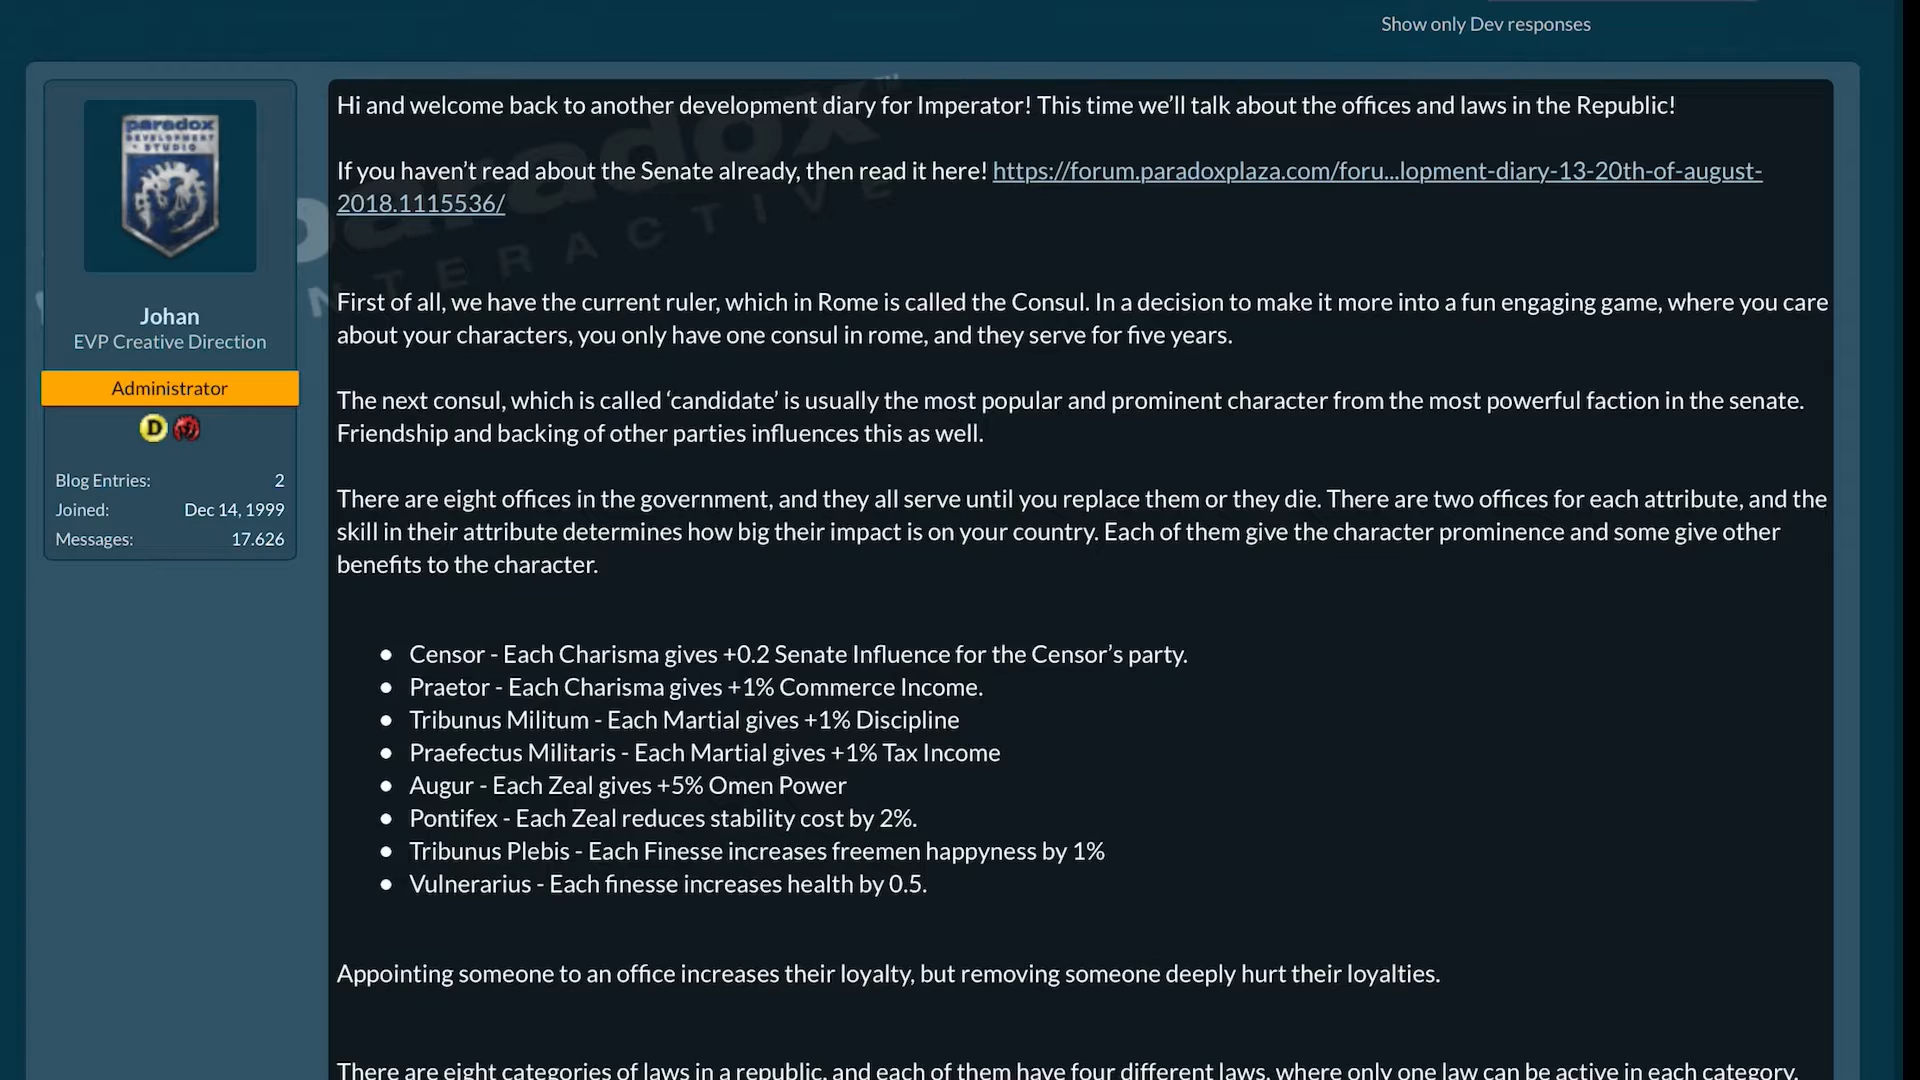 Show only Dev responses
paradox
DEVELOPMENT
STUDIO
Johan
EVP Creative Direction
Administrator
D
Blog Entries: 2
Joined: Dec 14, 1999
Messages: 17.626
paradox™
INTERACTIVE
Hi and welcome back to another development diary for Imperator! This time we’ll talk about the offices and laws in the Republic!
If you haven’t read about the Senate already, then read it here! https://forum.paradoxplaza.com/foru...lopment-diary-13-20th-of-august-
2018.1115536/
First of all, we have the current ruler, which in Rome is called the Consul. In a decision to make it more into a fun engaging game, where you care
about your characters, you only have one consul in rome, and they serve for five years.
The next consul, which is called ‘candidate’ is usually the most popular and prominent character from the most powerful faction in the senate.
Friendship and backing of other parties influences this as well.
There are eight offices in the government, and they all serve until you replace them or they die. There are two offices for each attribute, and the
skill in their attribute determines how big their impact is on your country. Each of them give the character prominence and some give other
benefits to the character.
• Censor - Each Charisma gives +0.2 Senate Influence for the Censor’s party.
• Praetor - Each Charisma gives +1% Commerce Income.
• Tribunus Militum - Each Martial gives +1% Discipline
• Praefectus Militaris - Each Martial gives +1% Tax Income
• Augur - Each Zeal gives +5% Omen Power
• Pontifex - Each Zeal reduces stability cost by 2%.
• Tribunus Plebis - Each Finesse increases freemen happyness by 1%
• Vulnerarius - Each finesse increases health by 0.5.
Appointing someone to an office increases their loyalty, but removing someone deeply hurt their loyalties.
There are eight categories of laws in a republic, and each of them have four different laws, where only one law can be active in each category.